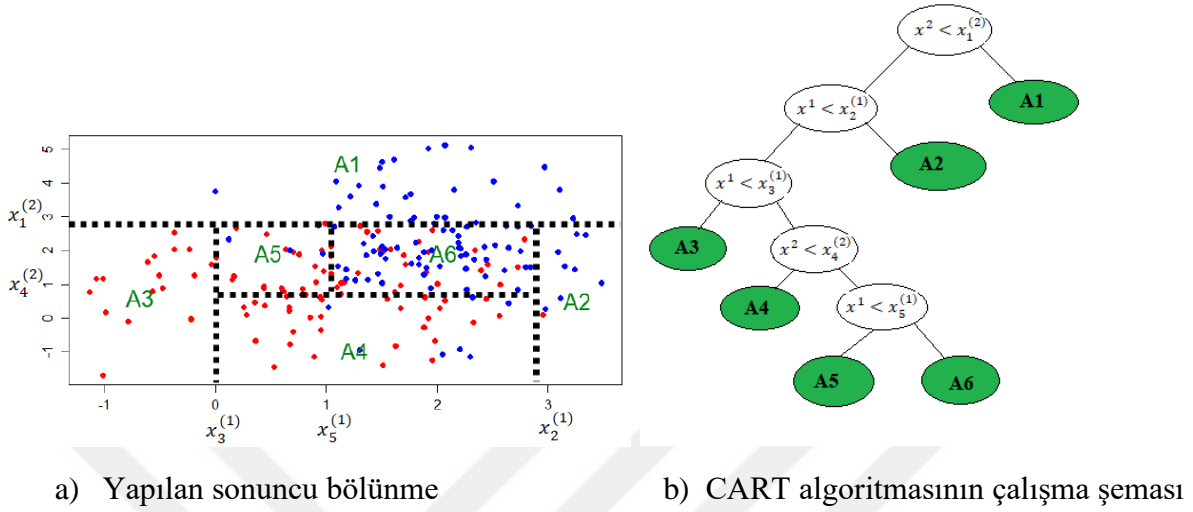 x² < x₁⁽²⁾
A1
x¹ < x₂⁽¹⁾
A2
x¹ < x₃⁽¹⁾
A3
x² < x₄⁽²⁾
A4
x¹ < x₅⁽¹⁾
A5 A6
5
4
3
2
1
0
-1
x₁⁽²⁾
x₄⁽²⁾
A1
A5 A6
A3 A2
A4
-1 0 1 2 3
x₃⁽¹⁾ x₅⁽¹⁾ x₂⁽¹⁾
a) Yapılan sonuncu bölünme b) CART algoritmasının çalışma şeması